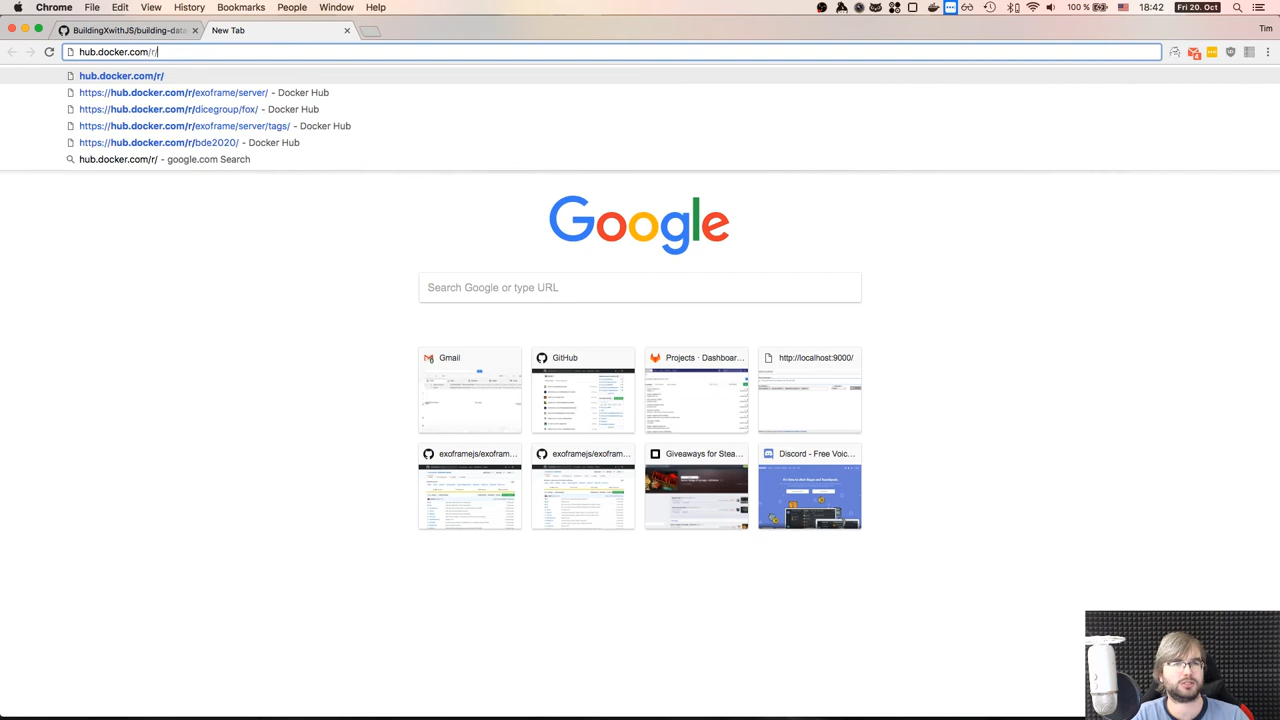 Chrome File Edit View History Bookmarks People Window Help 100 % 18:42 Fri 20. Oct
BuildingXwithJS/building-data New Tab Tim
hub.docker.com/r/
hub.docker.com/r/
https://hub.docker.com/r/exoframe/server/ - Docker Hub
https://hub.docker.com/r/dicegroup/fox/ - Docker Hub
https://hub.docker.com/r/exoframe/server/tags/ - Docker Hub
https://hub.docker.com/r/bde2020/ - Docker Hub
hub.docker.com/r/ - google.com Search
Google
Search Google or type URL
Gmail GitHub Projects · Dashboar... http://localhost:9000/
exoframejs/exofram... exoframejs/exofram... Giveaways for Stea... Discord - Free Voic...